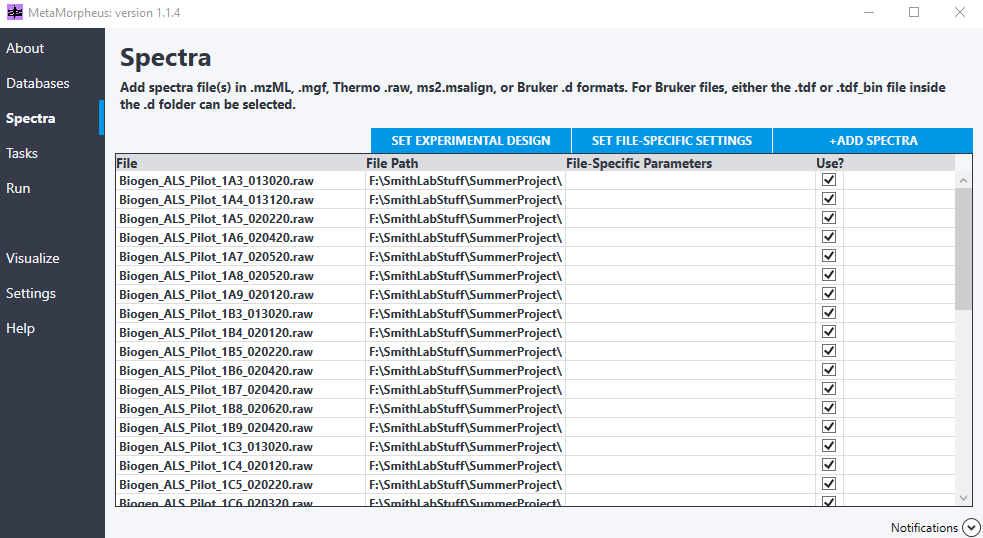 MetaMorpheus: version 1.1.4
About
Databases
Spectra
Tasks
Run
Visualize
Settings
Help
Spectra
Add spectra file(s) in .mzML, .mgf, Thermo .raw, ms2.msalign, or Bruker .d formats. For Bruker files, either the .tdf or .tdf_bin file inside
the .d folder can be selected.
SET EXPERIMENTAL DESIGN SET FILE-SPECIFIC SETTINGS +ADD SPECTRA
File File Path File-Specific Parameters Use?
Biogen_ALS_Pilot_1A3_013020.raw F:\SmithLabStuff\SummerProject\
Biogen_ALS_Pilot_1A4_013120.raw F:\SmithLabStuff\SummerProject\
Biogen_ALS_Pilot_1A5_020220.raw F:\SmithLabStuff\SummerProject\
Biogen_ALS_Pilot_1A6_020420.raw F:\SmithLabStuff\SummerProject\
Biogen_ALS_Pilot_1A7_020520.raw F:\SmithLabStuff\SummerProject\
Biogen_ALS_Pilot_1A8_020520.raw F:\SmithLabStuff\SummerProject\
Biogen_ALS_Pilot_1A9_020120.raw F:\SmithLabStuff\SummerProject\
Biogen_ALS_Pilot_1B3_013020.raw F:\SmithLabStuff\SummerProject\
Biogen_ALS_Pilot_1B4_020120.raw F:\SmithLabStuff\SummerProject\
Biogen_ALS_Pilot_1B5_020220.raw F:\SmithLabStuff\SummerProject\
Biogen_ALS_Pilot_1B6_020420.raw F:\SmithLabStuff\SummerProject\
Biogen_ALS_Pilot_1B7_020420.raw F:\SmithLabStuff\SummerProject\
Biogen_ALS_Pilot_1B8_020620.raw F:\SmithLabStuff\SummerProject\
Biogen_ALS_Pilot_1B9_020420.raw F:\SmithLabStuff\SummerProject\
Biogen_ALS_Pilot_1C3_013020.raw F:\SmithLabStuff\SummerProject\
Biogen_ALS_Pilot_1C4_020120.raw F:\SmithLabStuff\SummerProject\
Biogen_ALS_Pilot_1C5_020220.raw F:\SmithLabStuff\SummerProject\
Biogen_ALS_Pilot_1C6_020320.raw F:\SmithLabStuff\SummerProject\
Notifications